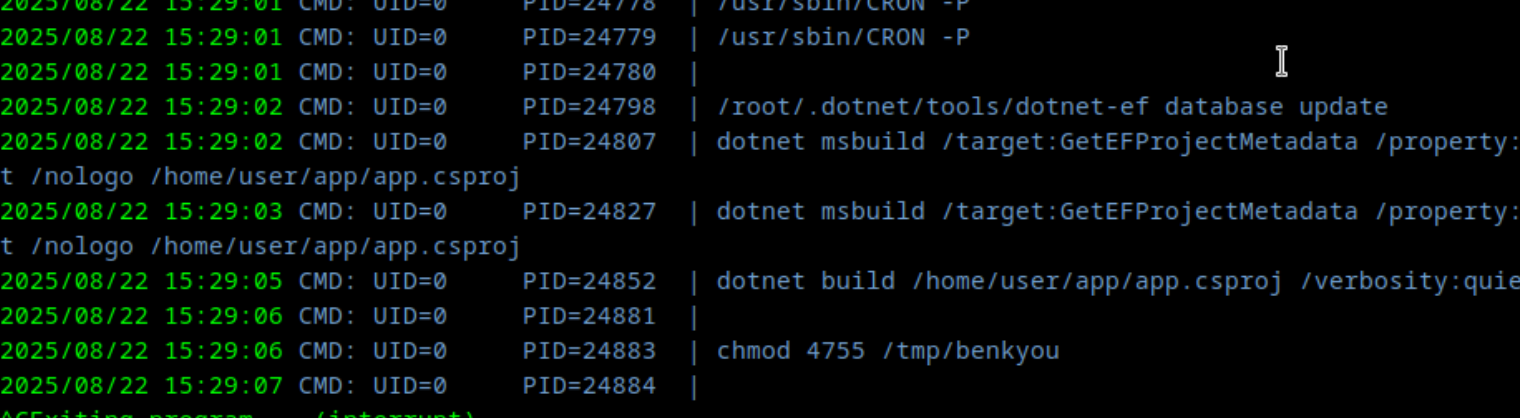 2025/08/22 15:29:01 CMD: UID=0     PID=24778  | /usr/sbin/CRON -P
2025/08/22 15:29:01 CMD: UID=0     PID=24779  | /usr/sbin/CRON -P
2025/08/22 15:29:01 CMD: UID=0     PID=24780  |
2025/08/22 15:29:02 CMD: UID=0     PID=24798  | /root/.dotnet/tools/dotnet-ef database update
2025/08/22 15:29:02 CMD: UID=0     PID=24807  | dotnet msbuild /target:GetEFProjectMetadata /property:
t /nologo /home/user/app/app.csproj
2025/08/22 15:29:03 CMD: UID=0     PID=24827  | dotnet msbuild /target:GetEFProjectMetadata /property:
t /nologo /home/user/app/app.csproj
2025/08/22 15:29:05 CMD: UID=0     PID=24852  | dotnet build /home/user/app/app.csproj /verbosity:quie
2025/08/22 15:29:06 CMD: UID=0     PID=24881  |
2025/08/22 15:29:06 CMD: UID=0     PID=24883  | chmod 4755 /tmp/benkyou
2025/08/22 15:29:07 CMD: UID=0     PID=24884  |
^CExiting program... (interrupt)